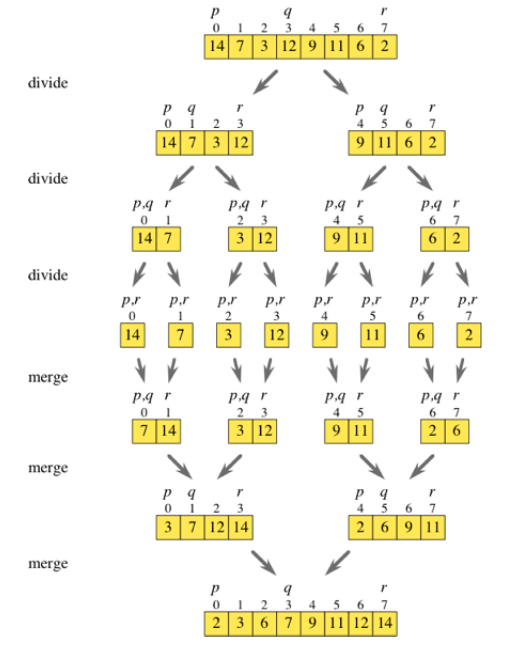 p q r
0 1 2 3 4 5 6 7
14 7 3 12 9 11 6 2
divide
p q r p q r
0 1 2 3 4 5 6 7
14 7 3 12 9 11 6 2
divide
p,q r p,q r p,q r p,q r
0 1 2 3 4 5 6 7
14 7 3 12 9 11 6 2
divide
p,r p,r p,r p,r p,r p,r p,r p,r
0 1 2 3 4 5 6 7
14 7 3 12 9 11 6 2
merge
p,q r p,q r p,q r p,q r
0 1 2 3 4 5 6 7
7 14 3 12 9 11 2 6
merge
p q r p q r
0 1 2 3 4 5 6 7
3 7 12 14 2 6 9 11
merge
p q r
0 1 2 3 4 5 6 7
2 3 6 7 9 11 12 14